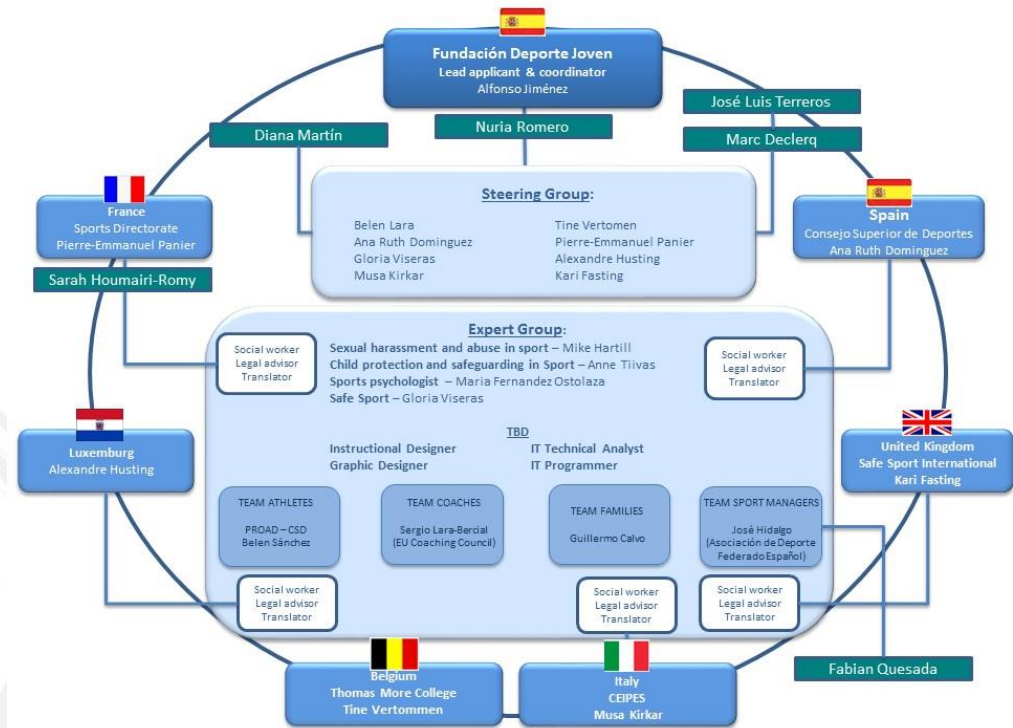 Fundación Deporte Joven
Lead applicant & coordinator
Alfonso Jiménez
José Luis Terreros
Diana Martín
Nuria Romero
Marc Declerq
France
Sports Directorate
Pierre-Emmanuel Panier
Sarah Houmairi-Romy
Steering Group:
Belen Lara
Ana Ruth Dominguez
Gloria Viseras
Musa Kirkar
Tine Vertomen
Pierre-Emmanuel Panier
Alexandre Husting
Kari Fasting
Spain
Consejo Superior de Deportes
Ana Ruth Dominguez
Expert Group:
Sexual harassment and abuse in sport – Mike Hartill
Child protection and safeguarding in Sport – Anne Tiivas
Sports psychologist – Maria Fernandez Ostolaza
Safe Sport – Gloria Viseras
Social worker
Legal advisor
Translator
Social worker
Legal advisor
Translator
TBD
Instructional Designer
Graphic Designer
IT Technical Analyst
IT Programmer
Luxemburg
Alexandre Husting
United Kingdom
Safe Sport International
Kari Fasting
TEAM ATHLETES
PROAD – CSD
Belen Sánchez
TEAM COACHES
Sergio Lara-Bercial
(EU Coaching Council)
TEAM FAMILIES
Guillermo Calvo
TEAM SPORT MANAGERS
José Hidalgo
(Asociación de Deporte
Federado Español)
Social worker
Legal advisor
Translator
Social worker
Legal advisor
Translator
Social worker
Legal advisor
Translator
Fabian Quesada
Belgium
Thomas More College
Tine Vertommen
Italy
CEIPES
Musa Kirkar